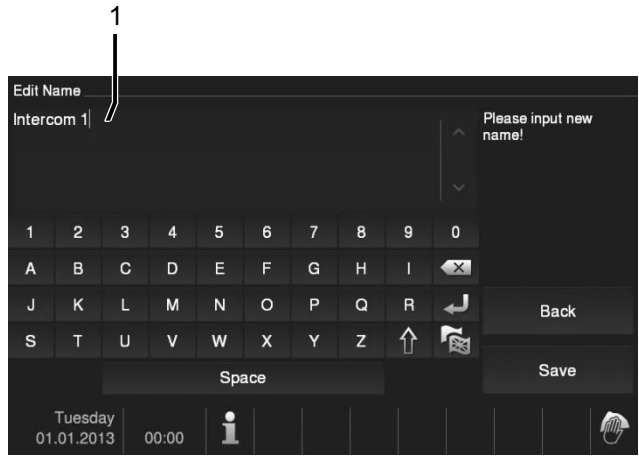 1
Edit Name
Intercom 1
Please input new
name!
1 2 3 4 5 6 7 8 9 0
A B C D E F G H I
J K L M N O P Q R
Back
S T U V W X Y Z
Space
Save
Tuesday
01.01.2013 00:00